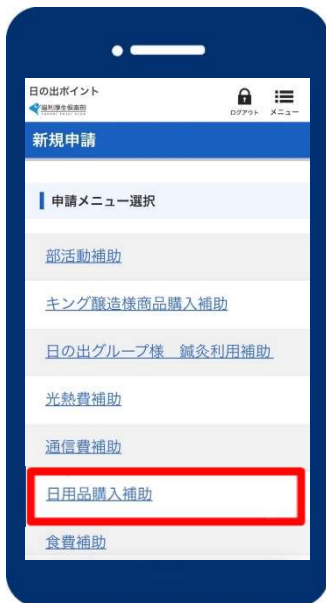 日の出ポイント
福利厚生倶楽部
ログアウト メニュー
新規申請
申請メニュー選択
部活動補助
キング醸造様商品購入補助
日の出グループ様　鍼灸利用補助
光熱費補助
通信費補助
日用品購入補助
食費補助